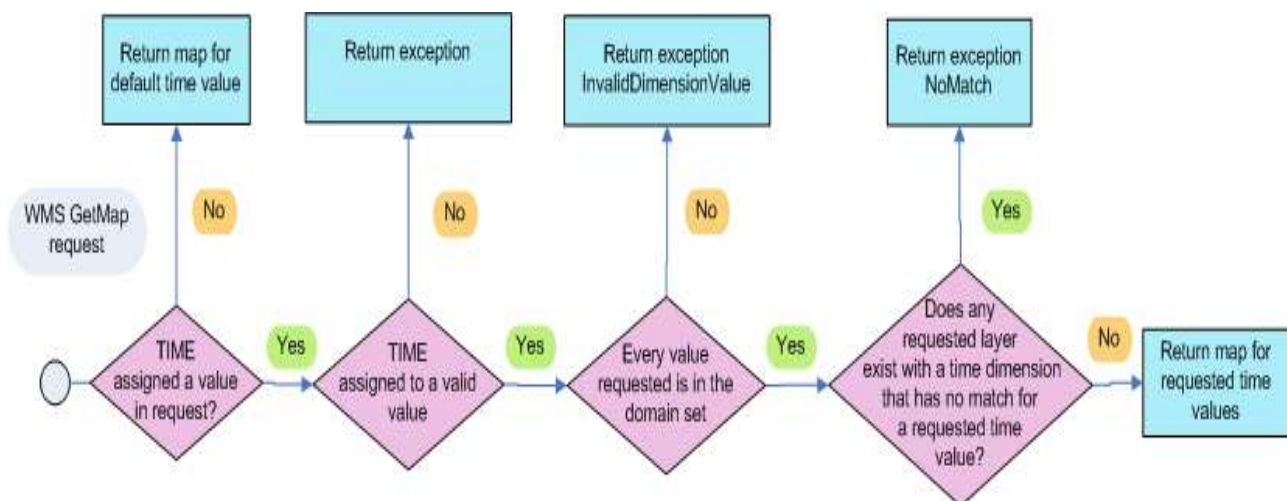 Return map for
default time value
Return exception
Return exception
InvalidDimensionValue
Return exception
NoMatch
WMS GetMap
request
No
No
No
Yes
TIME
assigned a value
in request?
Yes
TIME
assigned to a valid
value
Yes
Every value
requested is in the
domain set
Yes
Does any
requested layer
exist with a time dimension
that has no match for
a requested time
value?
No
Return map for
requested time
values